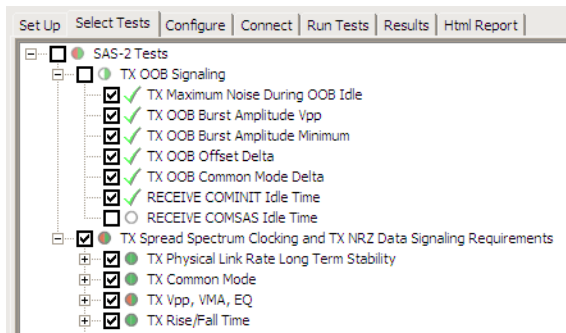 Set Up Select Tests Configure Connect Run Tests Results Html Report
SAS-2 Tests
TX OOB Signaling
TX Maximum Noise During OOB Idle
TX OOB Burst Amplitude Vpp
TX OOB Burst Amplitude Minimum
TX OOB Offset Delta
TX OOB Common Mode Delta
RECEIVE COMINIT Idle Time
RECEIVE COMSAS Idle Time
TX Spread Spectrum Clocking and TX NRZ Data Signaling Requirements
TX Physical Link Rate Long Term Stability
TX Common Mode
TX Vpp, VMA, EQ
TX Rise/Fall Time